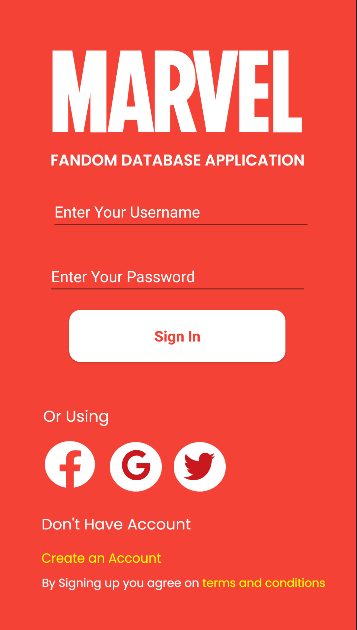 MARVEL
FANDOM DATABASE APPLICATION
Enter Your Username
Enter Your Password
Sign In
Or Using
Don't Have Account
Create an Account
By Signing up you agree on terms and conditions